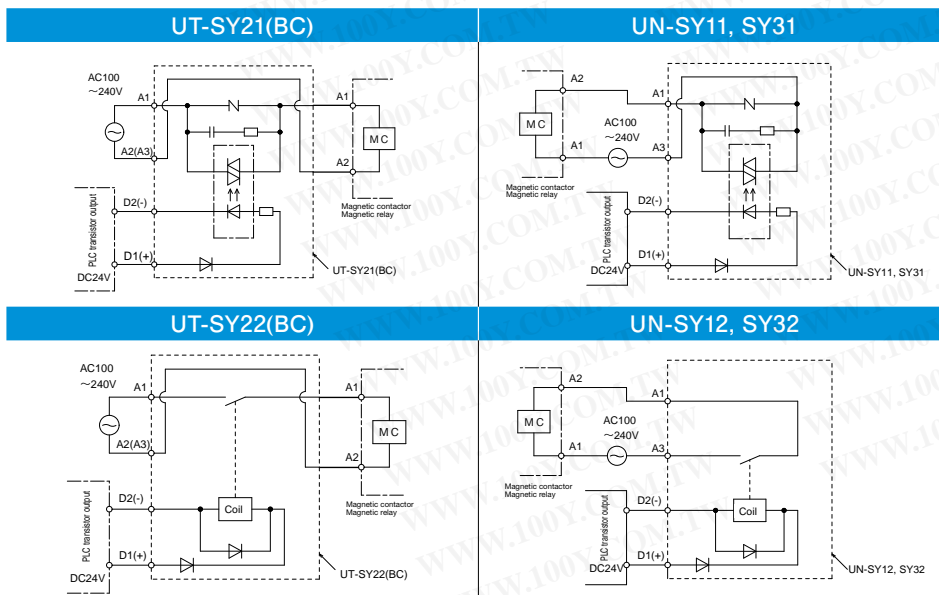 UT-SY21(BC)
AC100
～240V
A1
A2(A3)
A1
MC
A2
Magnetic contactor
Magnetic relay
PLC transistor output
D2(-)
D1(+)
DC24V
UT-SY21(BC)
UN-SY11, SY31
A2
MC
A1
AC100
～240V
A1
A3
Magnetic contactor
Magnetic relay
PLC transistor output
D2(-)
D1(+)
DC24V
UN-SY11, SY31
UT-SY22(BC)
AC100
～240V
A1
A2(A3)
A1
MC
A2
Magnetic contactor
Magnetic relay
PLC transistor output
D2(-)
Coil
D1(+)
DC24V
UT-SY22(BC)
UN-SY12, SY32
A2
MC
A1
AC100
～240V
A1
A3
Magnetic contactor
Magnetic relay
PLC transistor output
D2(-)
Coil
D1(+)
DC24V
UN-SY12, SY32
WWW.100Y.COM.TW